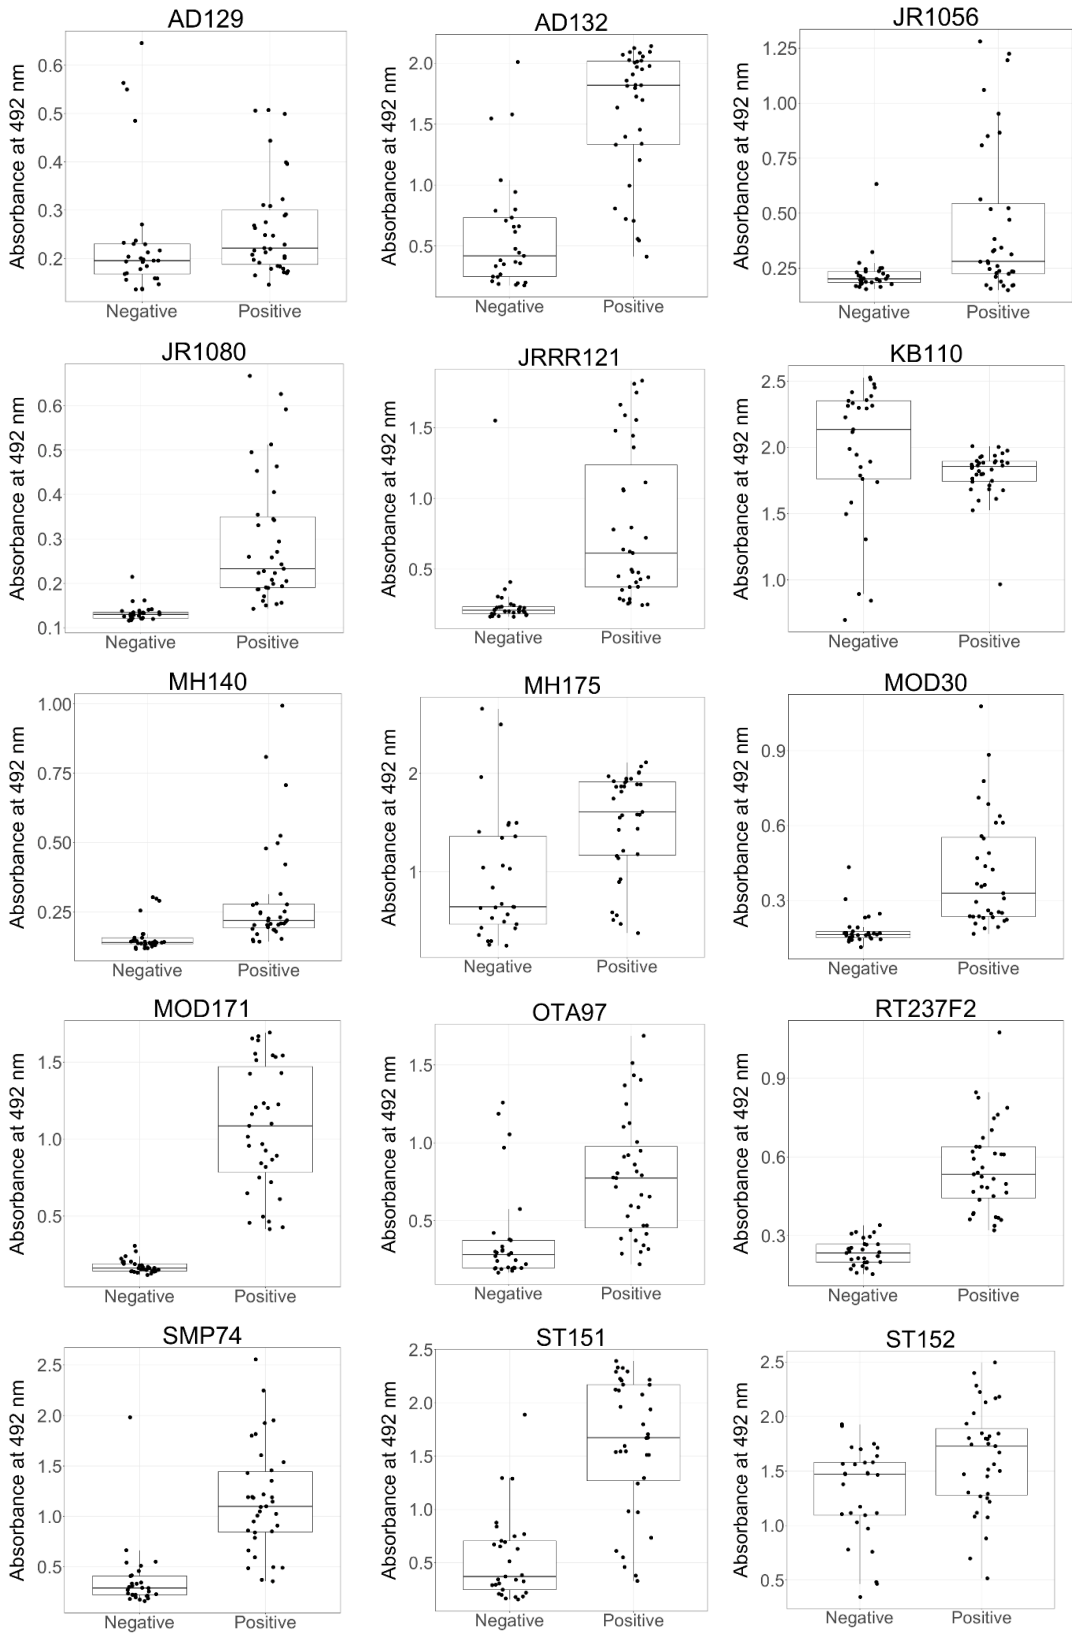 AD129
AD132
JR1056
Absorbance at 492 nm
0.6
0.5
0.4
0.3
0.2
Negative
Positive
Absorbance at 492 nm
2.0
1.5
1.0
0.5
Negative
Positive
Absorbance at 492 nm
1.25
1.00
0.75
0.50
0.25
Negative
Positive
JR1080
JRRR121
KB110
Absorbance at 492 nm
0.6
0.5
0.4
0.3
0.2
0.1
Negative
Positive
Absorbance at 492 nm
1.5
1.0
0.5
Negative
Positive
Absorbance at 492 nm
2.5
2.0
1.5
1.0
Negative
Positive
MH140
MH175
MOD30
Absorbance at 492 nm
1.00
0.75
0.50
0.25
Negative
Positive
Absorbance at 492 nm
2
1
Negative
Positive
Absorbance at 492 nm
0.9
0.6
0.3
Negative
Positive
MOD171
OTA97
RT237F2
Absorbance at 492 nm
1.5
1.0
0.5
Negative
Positive
Absorbance at 492 nm
1.5
1.0
0.5
Negative
Positive
Absorbance at 492 nm
0.9
0.6
0.3
Negative
Positive
SMP74
ST151
ST152
Absorbance at 492 nm
2.5
2.0
1.5
1.0
0.5
Negative
Positive
Absorbance at 492 nm
2.5
2.0
1.5
1.0
0.5
Negative
Positive
Absorbance at 492 nm
2.5
2.0
1.5
1.0
0.5
Negative
Positive